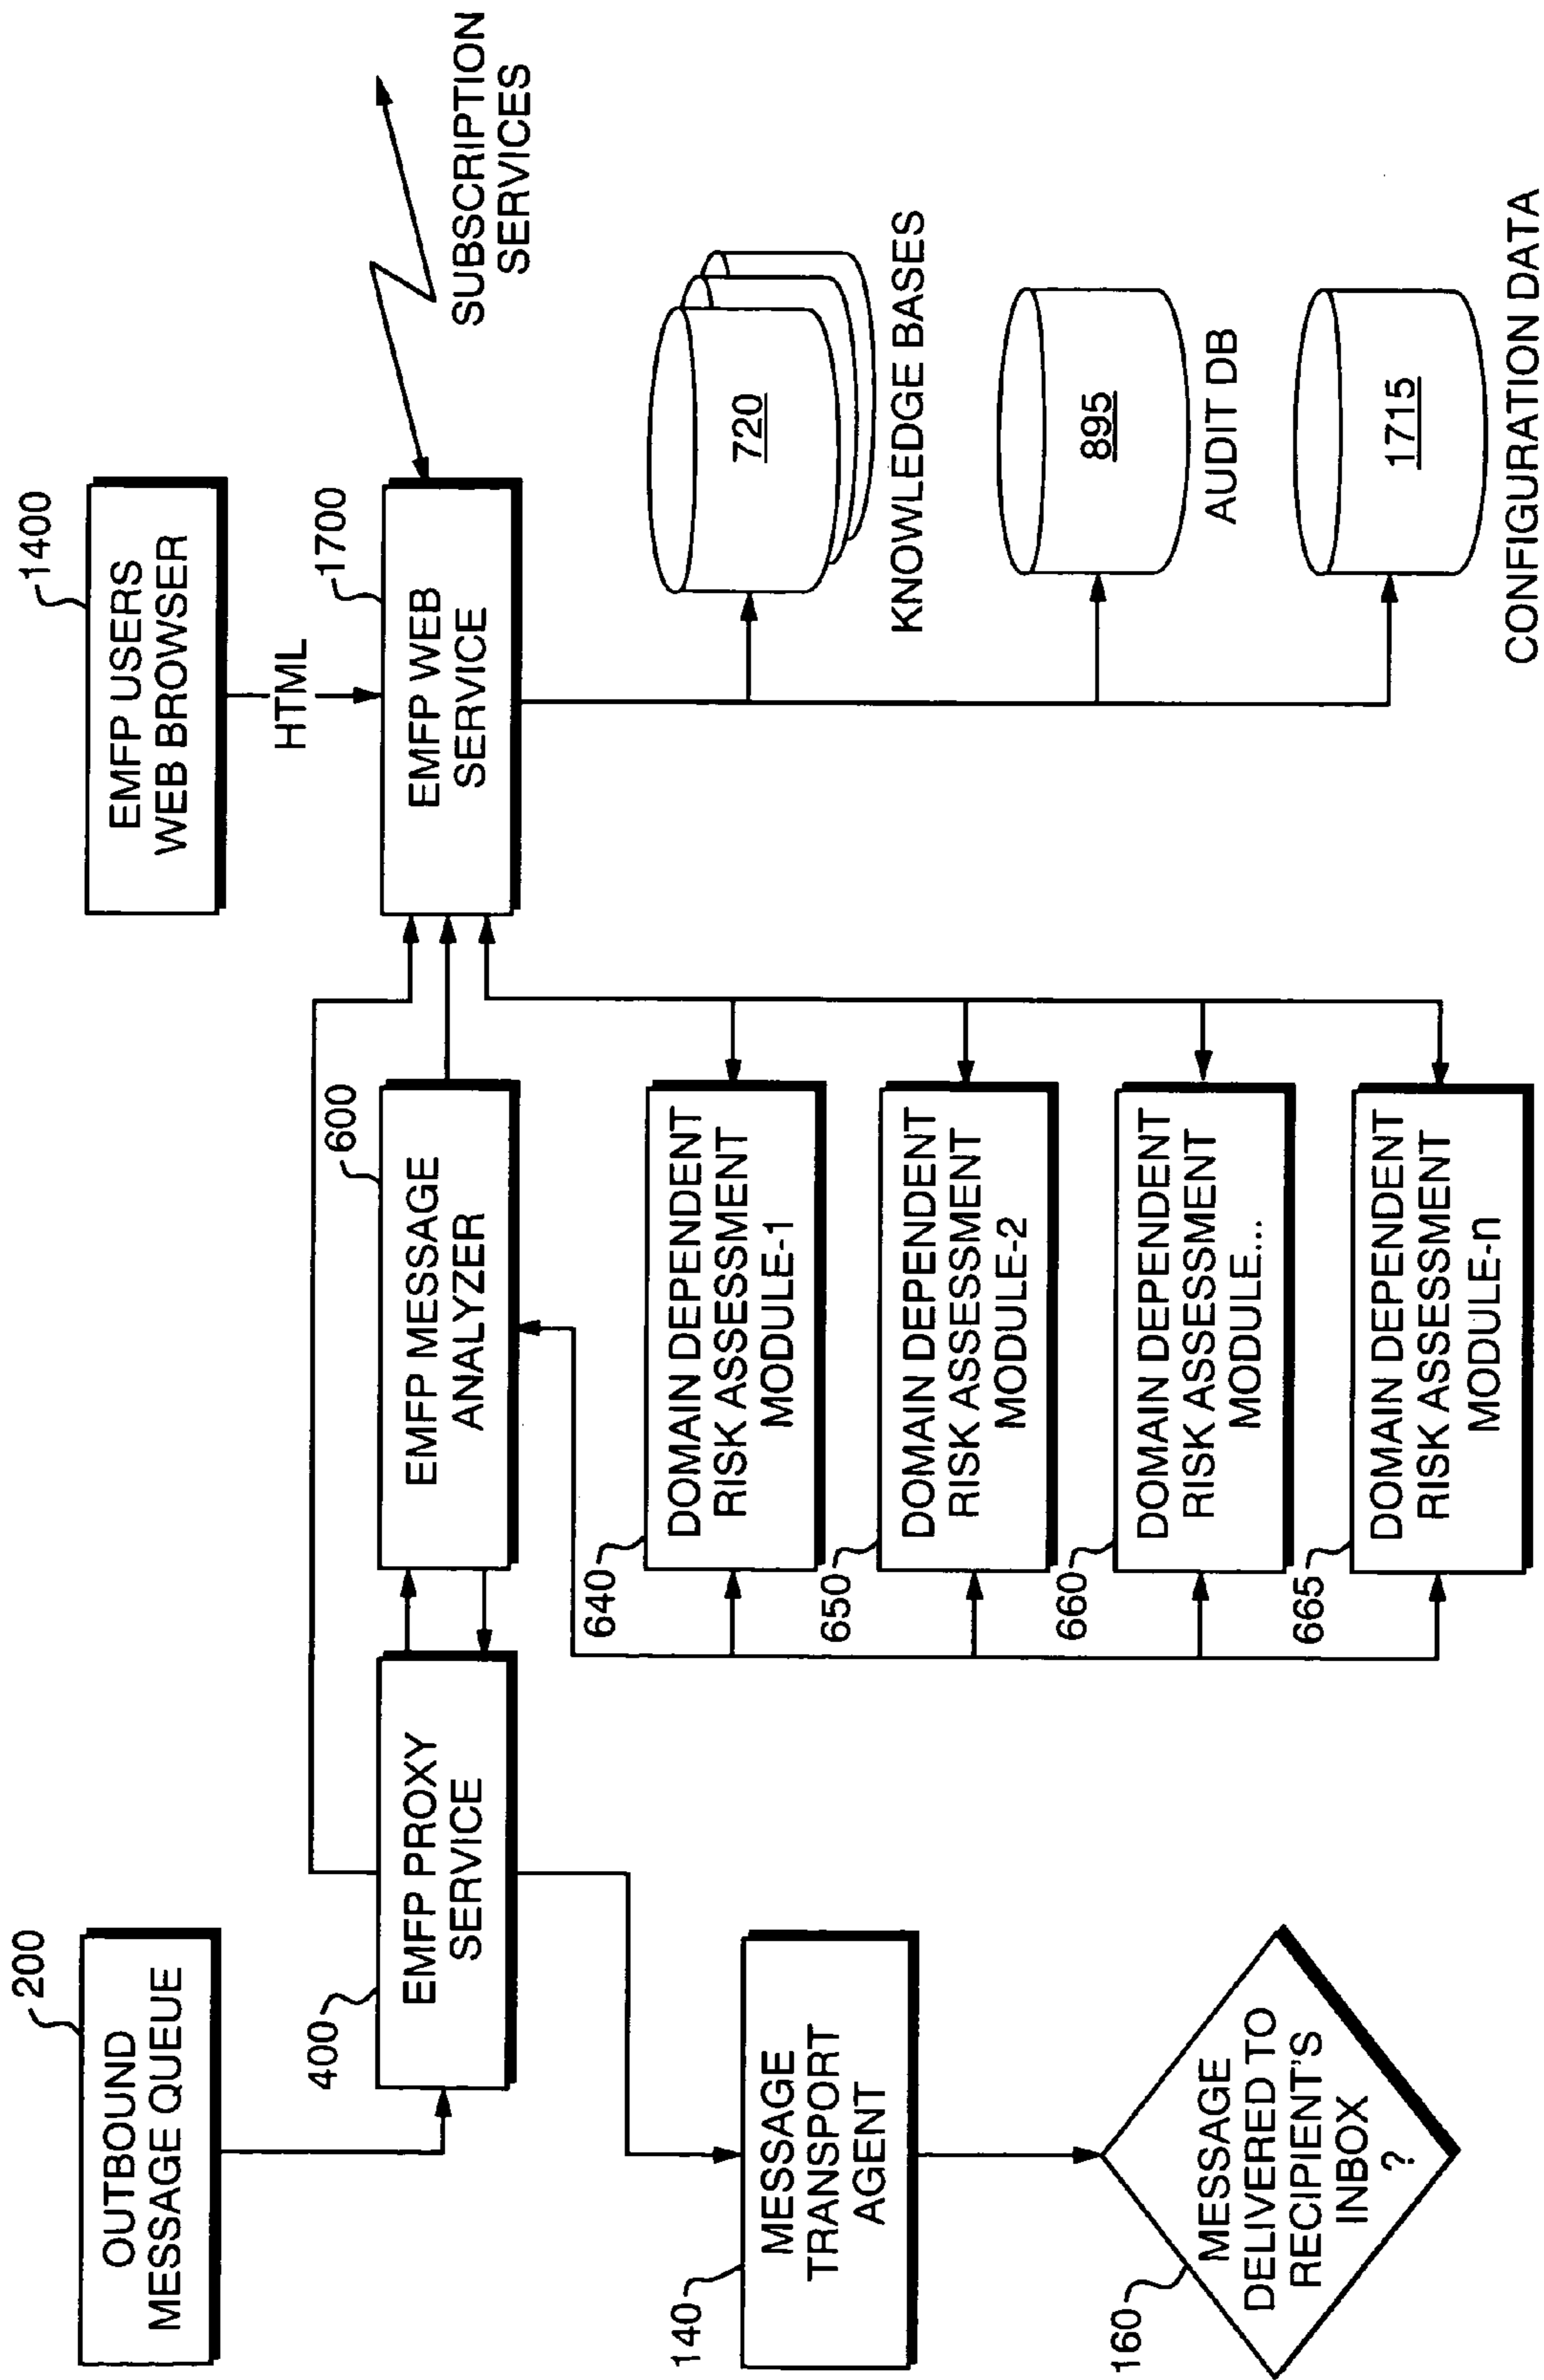 200
OUTBOUND
MESSAGE QUEUE
400
EMFP PROXY
SERVICE
140
MESSAGE
TRANSPORT
AGENT
160
MESSAGE
DELIVERED TO
RECIPIENT'S
INBOX
?
600
EMFP MESSAGE
ANALYZER
640
DOMAIN DEPENDENT
RISK ASSESSMENT
MODULE-1
650
DOMAIN DEPENDENT
RISK ASSESSMENT
MODULE-2
660
DOMAIN DEPENDENT
RISK ASSESSMENT
MODULE...
665
DOMAIN DEPENDENT
RISK ASSESSMENT
MODULE-n
1400
EMFP USERS
WEB BROWSER
HTML
1700
EMFP WEB
SERVICE
SUBSCRIPTION
SERVICES
720
KNOWLEDGE BASES
895
AUDIT DB
1715
CONFIGURATION DATA